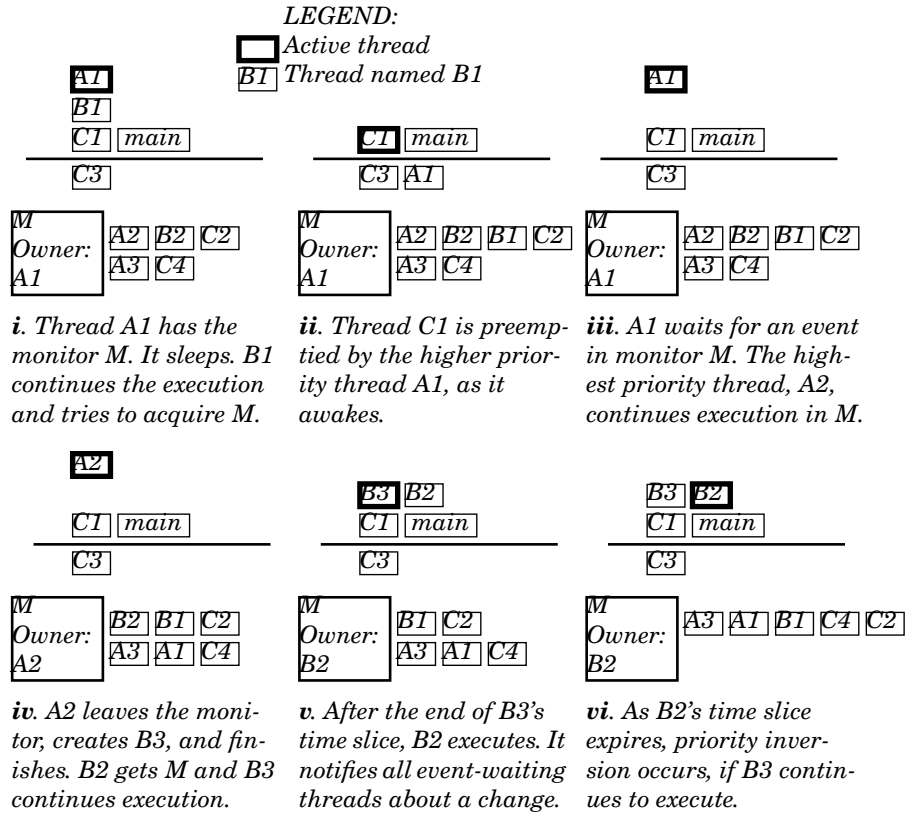 LEGEND:
Active thread
B1 Thread named B1
A1
B1
C1 main
C3
M
Owner:
A1
A2 B2 C2
A3 C4
i. Thread A1 has the
monitor M. It sleeps. B1
continues the execution
and tries to acquire M.
C1 main
C3 A1
M
Owner:
A1
A2 B2 B1 C2
A3 C4
ii. Thread C1 is preemp-
tied by the higher prior-
ity thread A1, as it
awakes.
A1
C1 main
C3
M
Owner:
A1
A2 B2 B1 C2
A3 C4
iii. A1 waits for an event
in monitor M. The high-
est priority thread, A2,
continues execution in M.
A2
C1 main
C3
M
Owner:
A2
B2 B1 C2
A3 A1 C4
iv. A2 leaves the moni-
tor, creates B3, and fin-
ishes. B2 gets M and B3
continues execution.
B3 B2
C1 main
C3
M
Owner:
B2
B1 C2
A3 A1 C4
v. After the end of B3's
time slice, B2 executes. It
notifies all event-waiting
threads about a change.
B3 B2
C1 main
C3
M
Owner:
B2
A3 A1 B1 C4 C2
vi. As B2's time slice
expires, priority inver-
sion occurs, if B3 contin-
ues to execute.